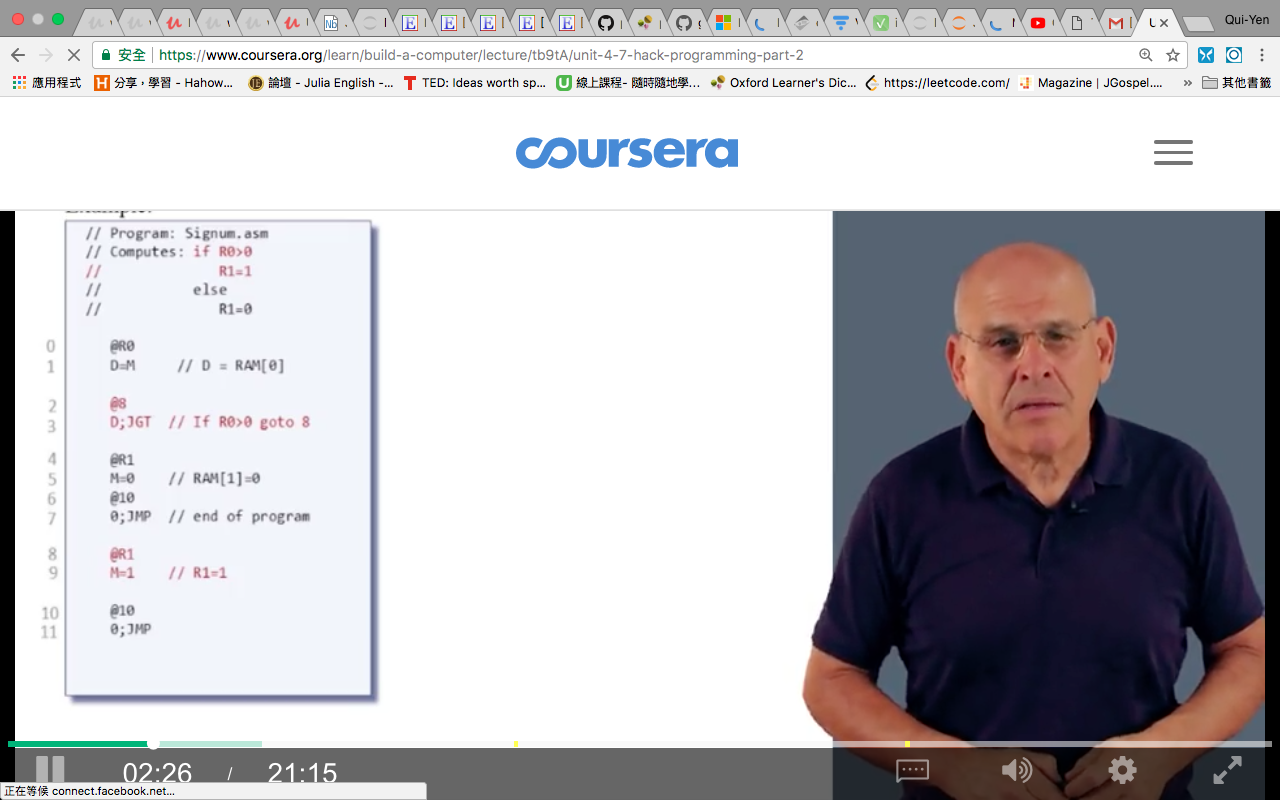 Qui-Yen
安全 https://www.coursera.org/learn/build-a-computer/lecture/tb9tA/unit-4-7-hack-programming-part-2
應用程式 分享，學習 - Hahow... 論壇 - Julia English -... TED: Ideas worth sp... 線上課程- 隨時隨地學... Oxford Learner's Dic... https://leetcode.com/ Magazine | JGospel.... » 其他書籤
coursera
// Program: Signum.asm
// Computes: if R0>0
// R1=1
// else
// R1=0
0 @R0
1 D=M // D = RAM[0]
2 @8
3 D;JGT // If R0>0 goto 8
4 @R1
5 M=0 // RAM[1]=0
6 @10
7 0;JMP // end of program
8 @R1
9 M=1 // R1=1
10 @10
11 0;JMP
02:26 / 21:15
正在等候 connect.facebook.net...